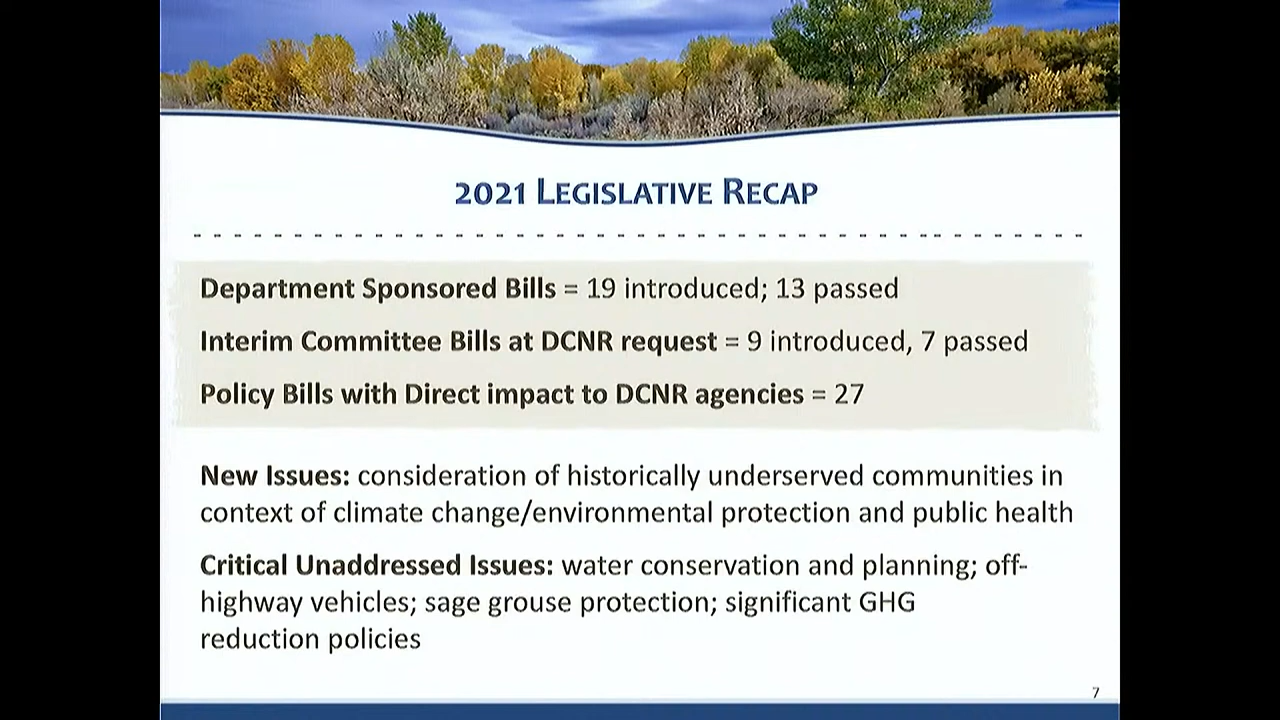 2021 LEGISLATIVE RECAP
Department Sponsored Bills = 19 introduced; 13 passed
Interim Committee Bills at DCNR request = 9 introduced, 7 passed
Policy Bills with Direct impact to DCNR agencies = 27
New Issues: consideration of historically underserved communities in
context of climate change/environmental protection and public health
Critical Unaddressed Issues: water conservation and planning; off-
highway vehicles; sage grouse protection; significant GHG
reduction policies
7